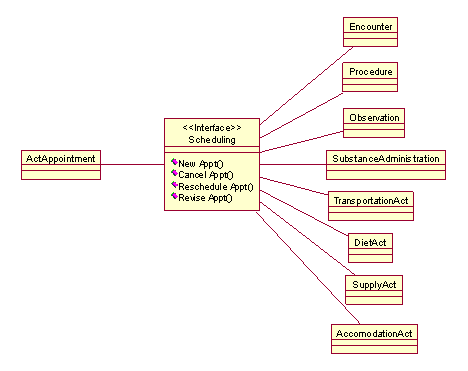 Encounter
Procedure
<<Interface>>
Scheduling
Observation
ActAppointment
New Appt()
Cancel Appt()
Reschedule Appt()
Revise Appt()
SubstanceAdministration
TransportationAct
DietAct
SupplyAct
AccomodationAct